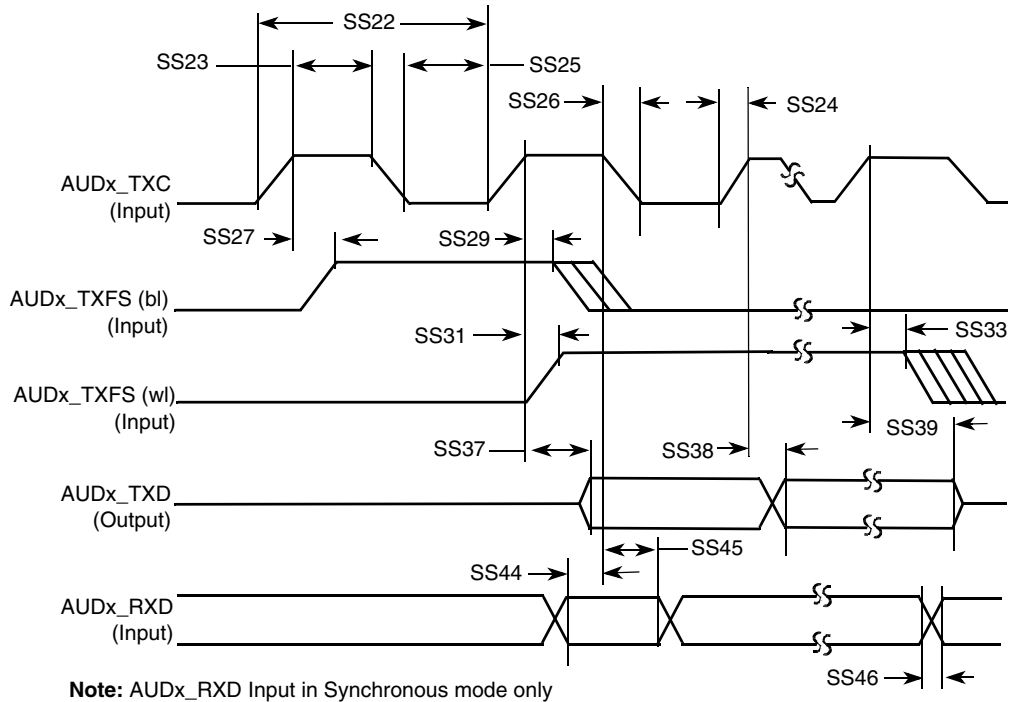 SS22
SS23
SS25
SS26
SS24
AUDx_TXC
(Input)
SS27
SS29
AUDx_TXFS (bl)
(Input)
SS31
SS33
AUDx_TXFS (wl)
(Input)
SS39
SS37
SS38
AUDx_TXD
(Output)
SS45
SS44
AUDx_RXD
(Input)
SS46
Note: AUDx_RXD Input in Synchronous mode only